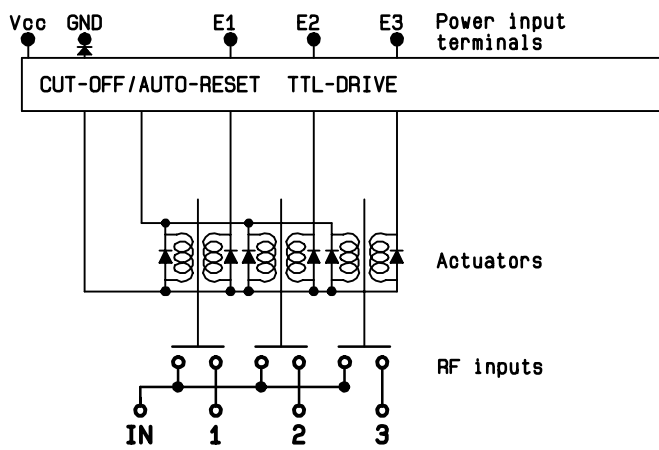 Vcc GND E1 E2 E3 Power input
terminals
CUT-OFF/AUTO-RESET TTL-DRIVE
Actuators
RF inputs
IN 1 2 3